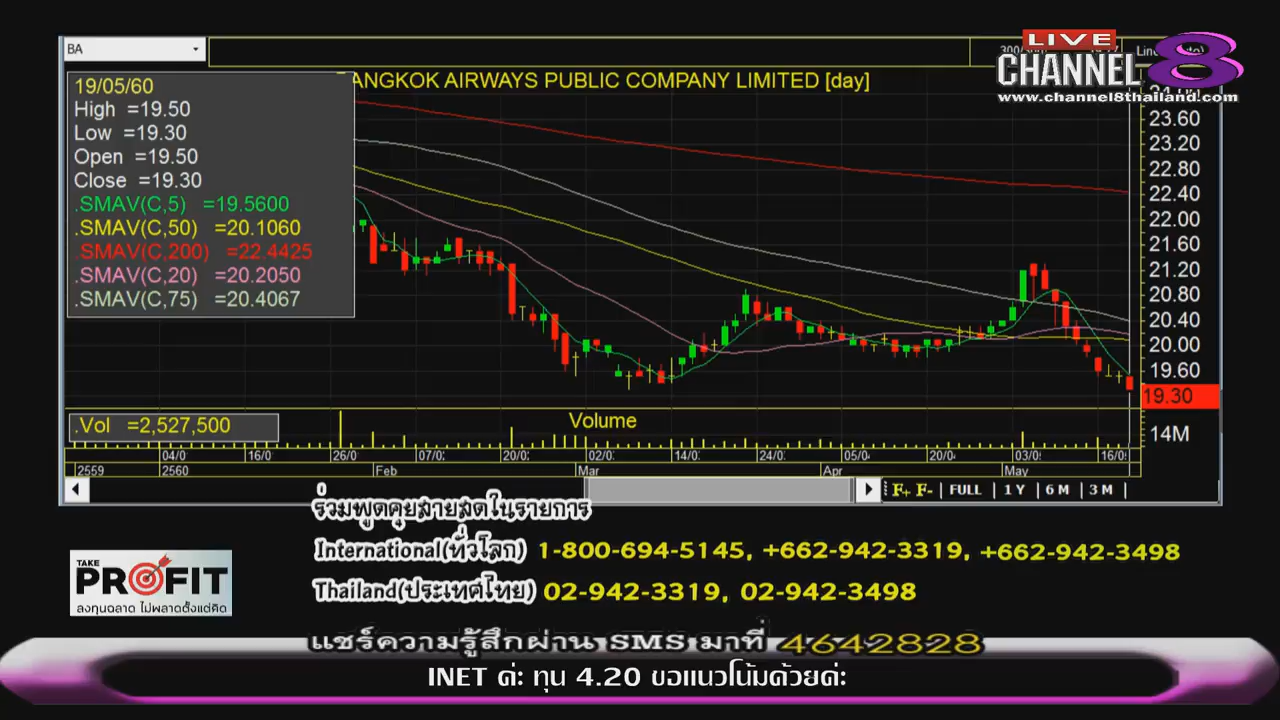 BA
LIVE
CHANNEL 8
www.channel8thailand.com
BANGKOK AIRWAYS PUBLIC COMPANY LIMITED [day]
19/05/60
High =19.50
Low =19.30
Open =19.50
Close =19.30
.SMAV(C,5) =19.5600
.SMAV(C,50) =20.1060
.SMAV(C,200) =22.4425
.SMAV(C,20) =20.2050
.SMAV(C,75) =20.4067
23.60
23.20
22.80
22.40
22.00
21.60
21.20
20.80
20.40
20.00
19.60
19.30
.Vol =2,527,500
Volume
14M
04/0 16/0 26/0 07/0 20/0 02/0 14/0 24/0 05/0 20/0 03/0 16/0
2559 2560 Feb Mar Apr May
F+ F- FULL 1 Y 6 M 3 M
0
ร่วมพูดคุยสายสดในรายการ
International(ทั่วโลก) 1-800-694-5145, +662-942-3319, +662-942-3498
Thailand(ประเทศไทย) 02-942-3319, 02-942-3498
TAKE
PROFIT
ลงทุนฉลาด ไม่พลาดตั้งแต่คิด
แชร์ความรู้สึกผ่าน SMS มาที่ 4642828
INET ค่ะ ทุน 4.20 ขอแนวโน้มด้วยค่ะ